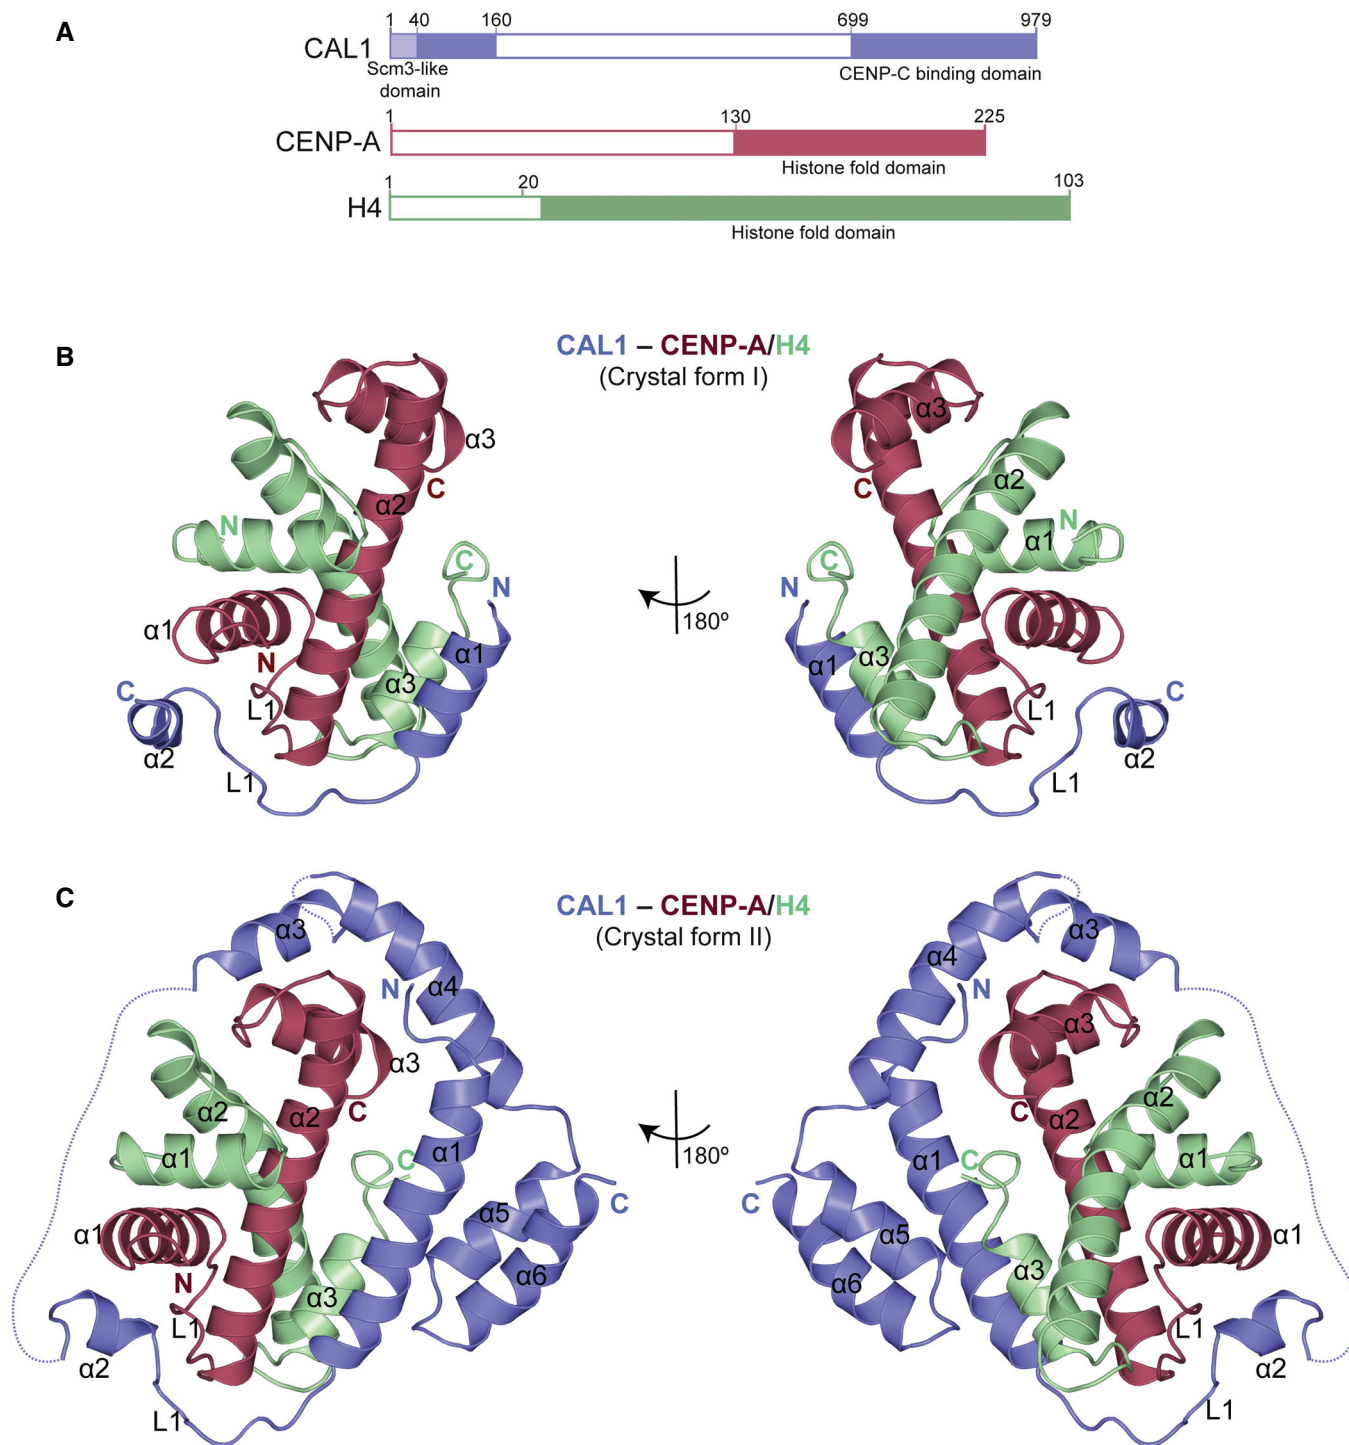 A
1 40 160 699 979
CAL1
Scm3-like
domain
CENP-C binding domain
1 130 225
CENP-A
Histone fold domain
1 20 103
H4
Histone fold domain
B
CAL1 – CENP-A/H4
(Crystal form I)
α3
C
α2
N
C
N
α1
N
α1
α3
C
L1
α2
L1
180º
α3
α2
C
N
α1
C
N
α1
α3
L1
C
α2
L1
C
CAL1 – CENP-A/H4
(Crystal form II)
α3
N
α4
α3
α2
α2
C
α1
α1
C
α5
C
α1
α6
N
α3
L1
α2
L1
180º
α3
α4
N
α3
α2
C
α2
α1
C
α1
C
α5
α1
α6
α3
L1
α2
L1